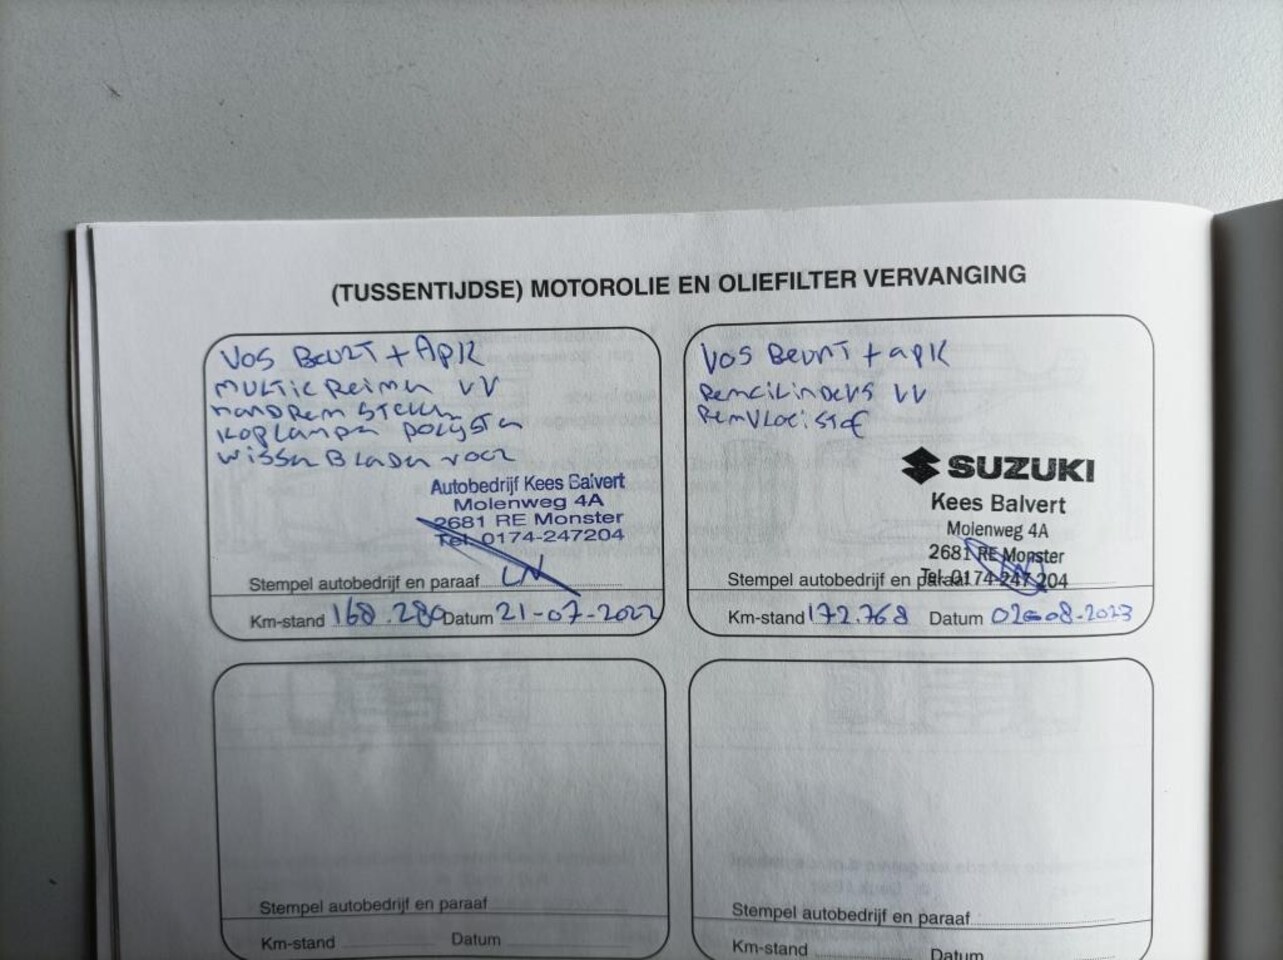 (TUSSENTIJDSE) MOTOROLIE EN OLIEFILTER VERVANGING
VOS BEURT + APK
MULTIE Reimen VV
HANDREM STELLEN
KOPLAMPEN POLYSTEN
WISSER BLADEN VOOR
Autobedrijf Kees Balvert
Molenweg 4A
2681 RE Monster
Tel. 0174-247204
Stempel autobedrijf en paraaf
Km-stand 168.280 Datum 21-07-2022
VOS BEURT + APK
REMCILINDERS VV
REMVLOEISTOF
SUZUKI
Kees Balvert
Molenweg 4A
2681 RE Monster
Tel. 0174-247 204
Stempel autobedrijf en paraaf
Km-stand 172.768 Datum 02-08-2023
Stempel autobedrijf en paraaf
Km-stand Datum
Stempel autobedrijf en paraaf
Km-stand Datum